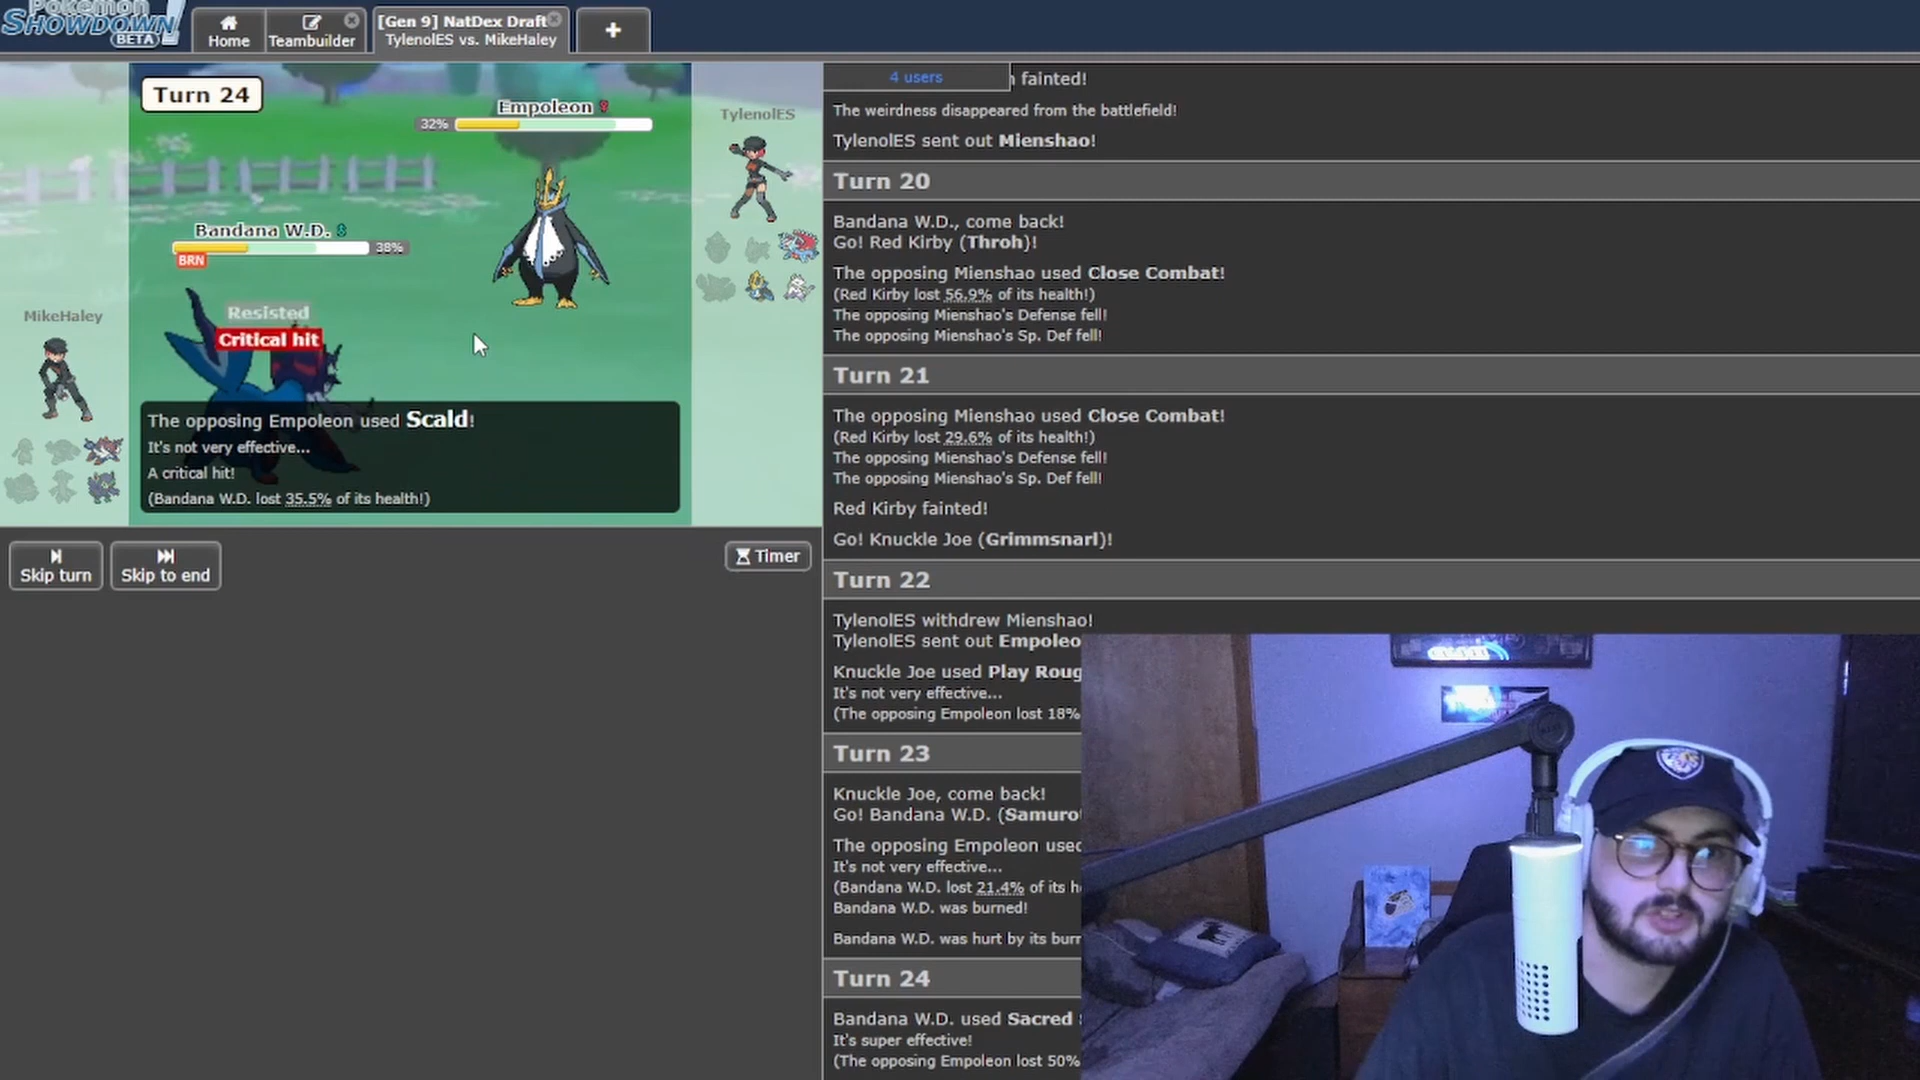 Pokémon
SHOWDOWN!
BETA
Home
Teambuilder
[Gen 9] NatDex Draft
TylenolES vs. MikeHaley
+
Turn 24
Empoleon
32%
TylenolES
Bandana W.D.
38%
BRN
MikeHaley
Resisted
Critical hit
The opposing Empoleon used Scald!
It's not very effective...
A critical hit!
(Bandana W.D. lost 35.5% of its health!)
Skip turn
Skip to end
Timer
4 users
fainted!
The weirdness disappeared from the battlefield!
TylenolES sent out Mienshao!
Turn 20
Bandana W.D., come back!
Go! Red Kirby (Throh)!
The opposing Mienshao used Close Combat!
(Red Kirby lost 56.9% of its health!)
The opposing Mienshao's Defense fell!
The opposing Mienshao's Sp. Def fell!
Turn 21
The opposing Mienshao used Close Combat!
(Red Kirby lost 29.6% of its health!)
The opposing Mienshao's Defense fell!
The opposing Mienshao's Sp. Def fell!
Red Kirby fainted!
Go! Knuckle Joe (Grimmsnarl)!
Turn 22
TylenolES withdrew Mienshao!
TylenolES sent out Empoleo
Knuckle Joe used Play Roug
It's not very effective...
(The opposing Empoleon lost 18%
Turn 23
Knuckle Joe, come back!
Go! Bandana W.D. (Samuro
The opposing Empoleon used
It's not very effective...
(Bandana W.D. lost 21.4% of its h
Bandana W.D. was burned!
Bandana W.D. was hurt by its burn
Turn 24
Bandana W.D. used Sacred
It's super effective!
(The opposing Empoleon lost 50%